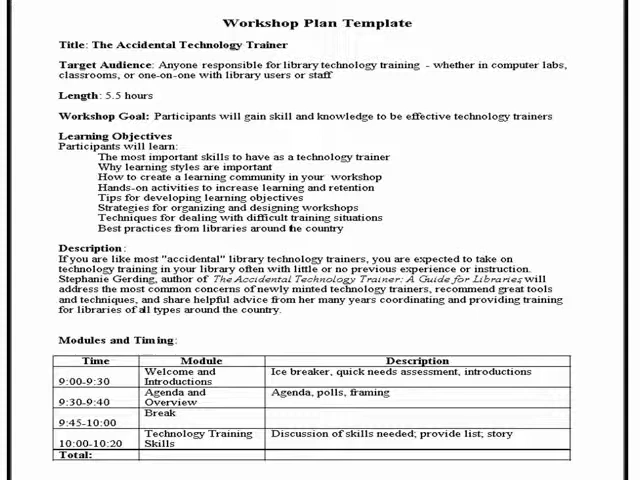 Workshop Plan Template
Title: The Accidental Technology Trainer
Target Audience: Anyone responsible for library technology training - whether in computer labs,
classrooms, or one-on-one with library users or staff
Length: 5.5 hours
Workshop Goal: Participants will gain skill and knowledge to be effective technology trainers
Learning Objectives
Participants will learn:
The most important skills to have as a technology trainer
Why learning styles are important
How to create a learning community in your workshop
Hands-on activities to increase learning and retention
Tips for developing learning objectives
Strategies for organizing and designing workshops
Techniques for dealing with difficult training situations
Best practices from libraries around the country
Description:
If you are like most "accidental" library technology trainers, you are expected to take on
technology training in your library often with little or no previous experience or instruction.
Stephanie Gerding, author of The Accidental Technology Trainer: A Guide for Libraries, will
address the most common concerns of newly minted technology trainers, recommend great tools
and techniques, and share helpful advice from her many years coordinating and providing training
for libraries of all types around the country.
Modules and Timing:
Time Module Description
9:00-9:30 Welcome and Introductions Ice breaker, quick needs assessment, introductions
9:30-9:40 Agenda and Overview Agenda, polls, framing
9:45-10:00 Break
10:00-10:20 Technology Training Skills Discussion of skills needed; provide list; story
Total: